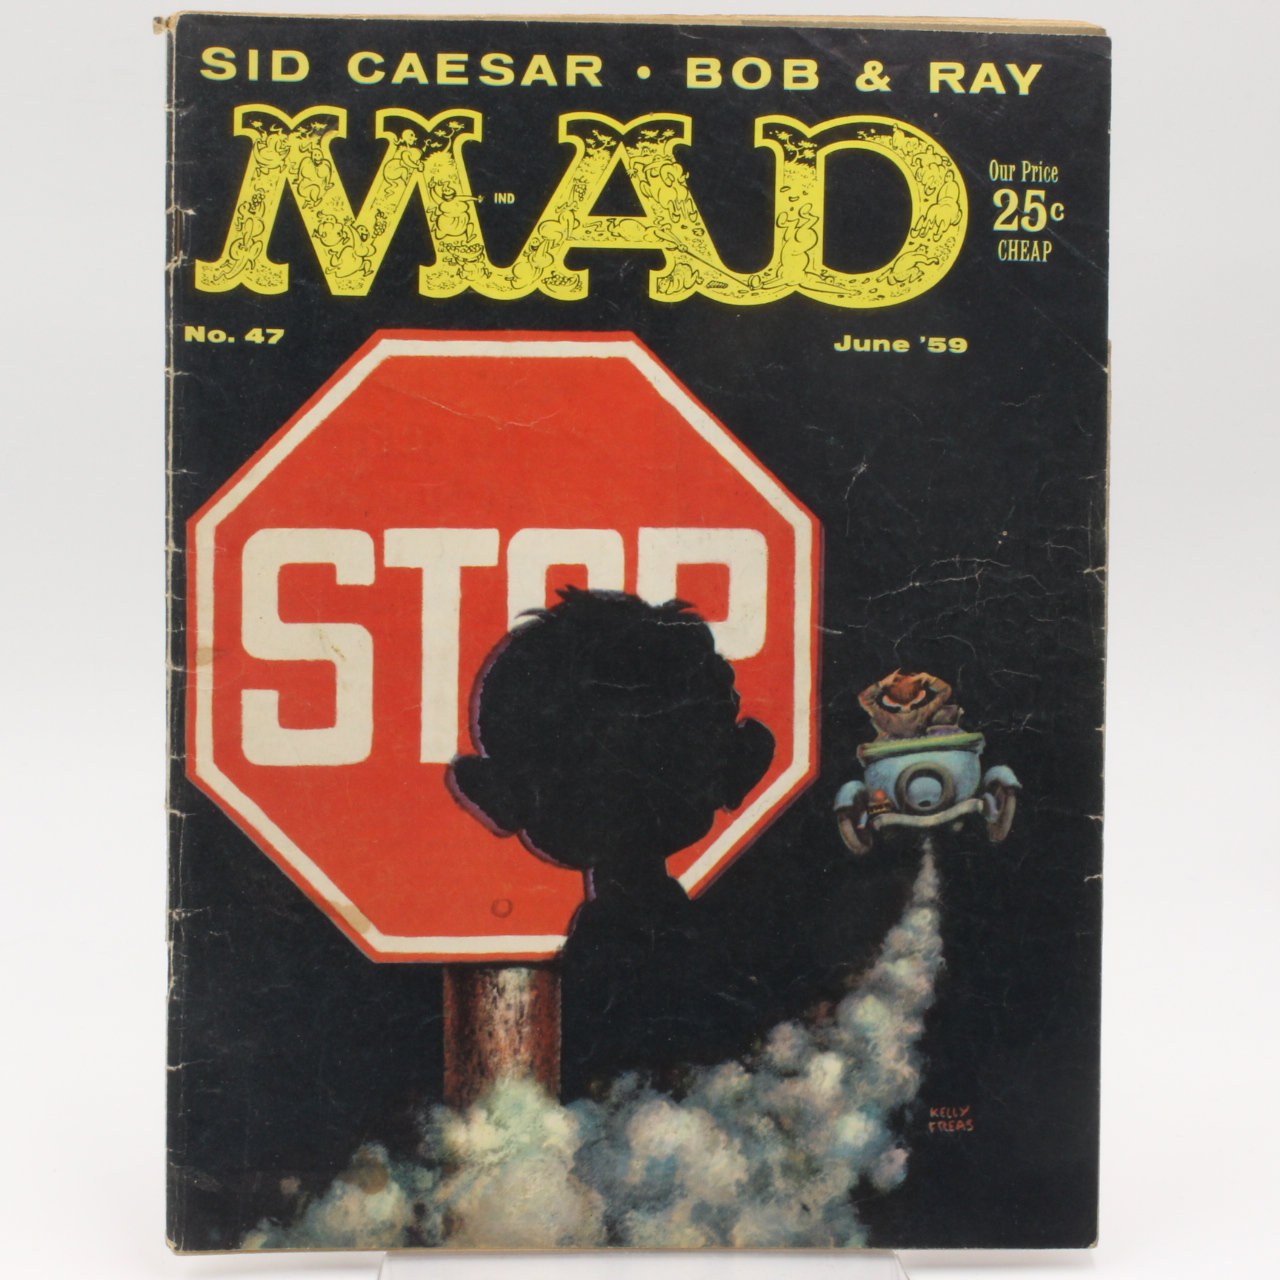 SID CAESAR • BOB & RAY
MAD
IND
Our Price
25c
CHEAP
No. 47
June '59
STOP
KELLY
FREAS